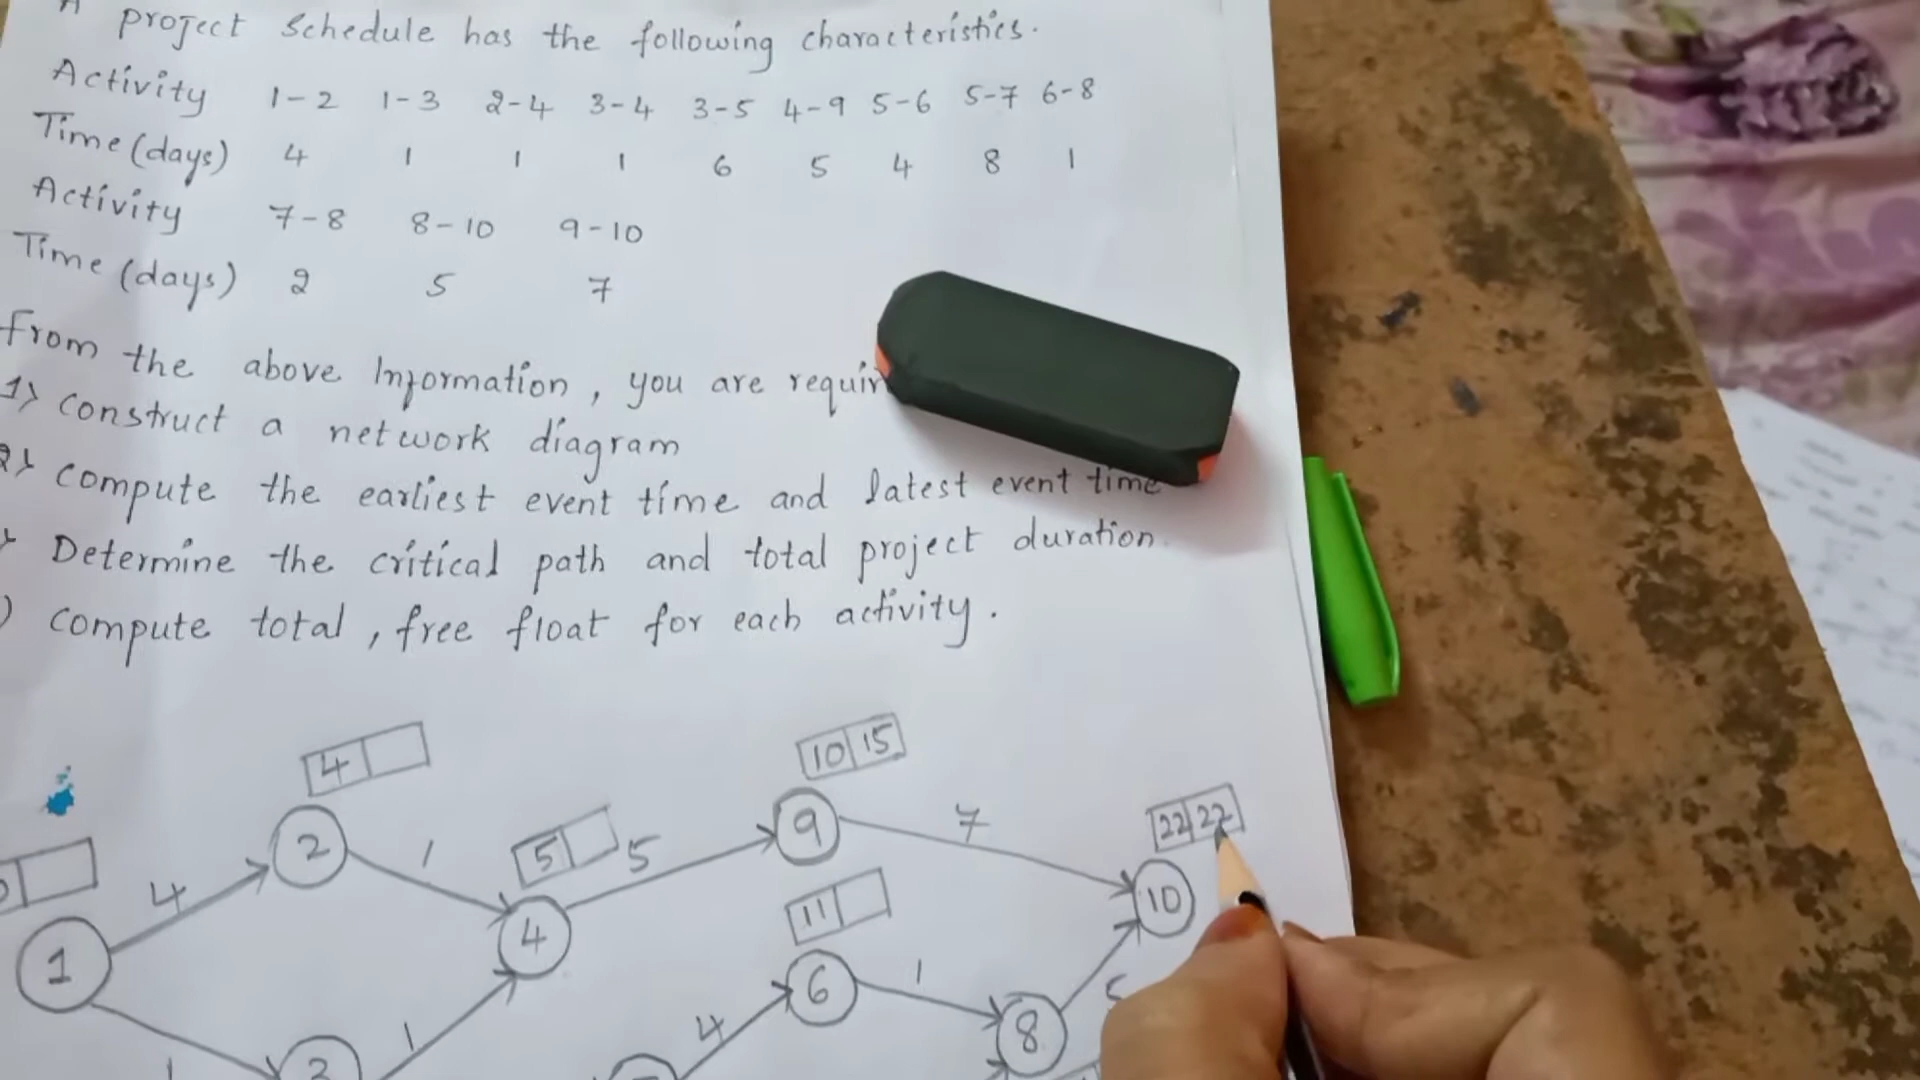 project Schedule has the following characteristics.
Activity 1-2 1-3 2-4 3-4 3-5 4-9 5-6 5-7 6-8
Time (days) 4 1 1 1 6 5 4 8 1
Activity 7-8 8-10 9-10
Time (days) 2 5 7
From the above Information, you are
1) construct a network diagram
2) compute the earliest event time and latest event time
Determine the critical path and total project duration.
compute total, free float for each activity.
4
10 15
22 22
2
1
5
5
9
7
4
11
10
1
4
6
1
8
1
3
4
1